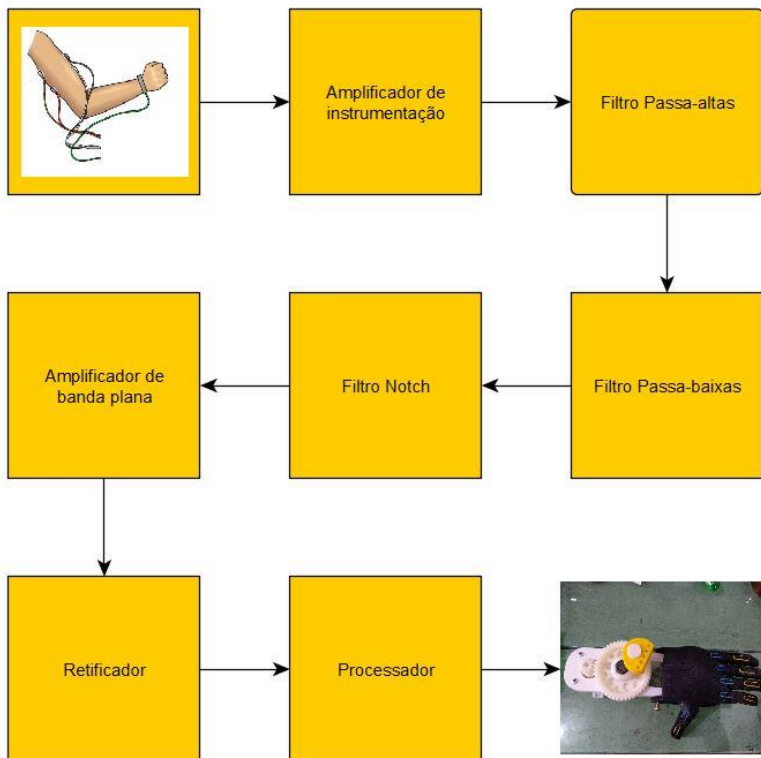 Amplificador de
instrumentação
Filtro Passa-altas
Filtro Passa-baixas
Filtro Notch
Amplificador de
banda plana
Retificador
Processador